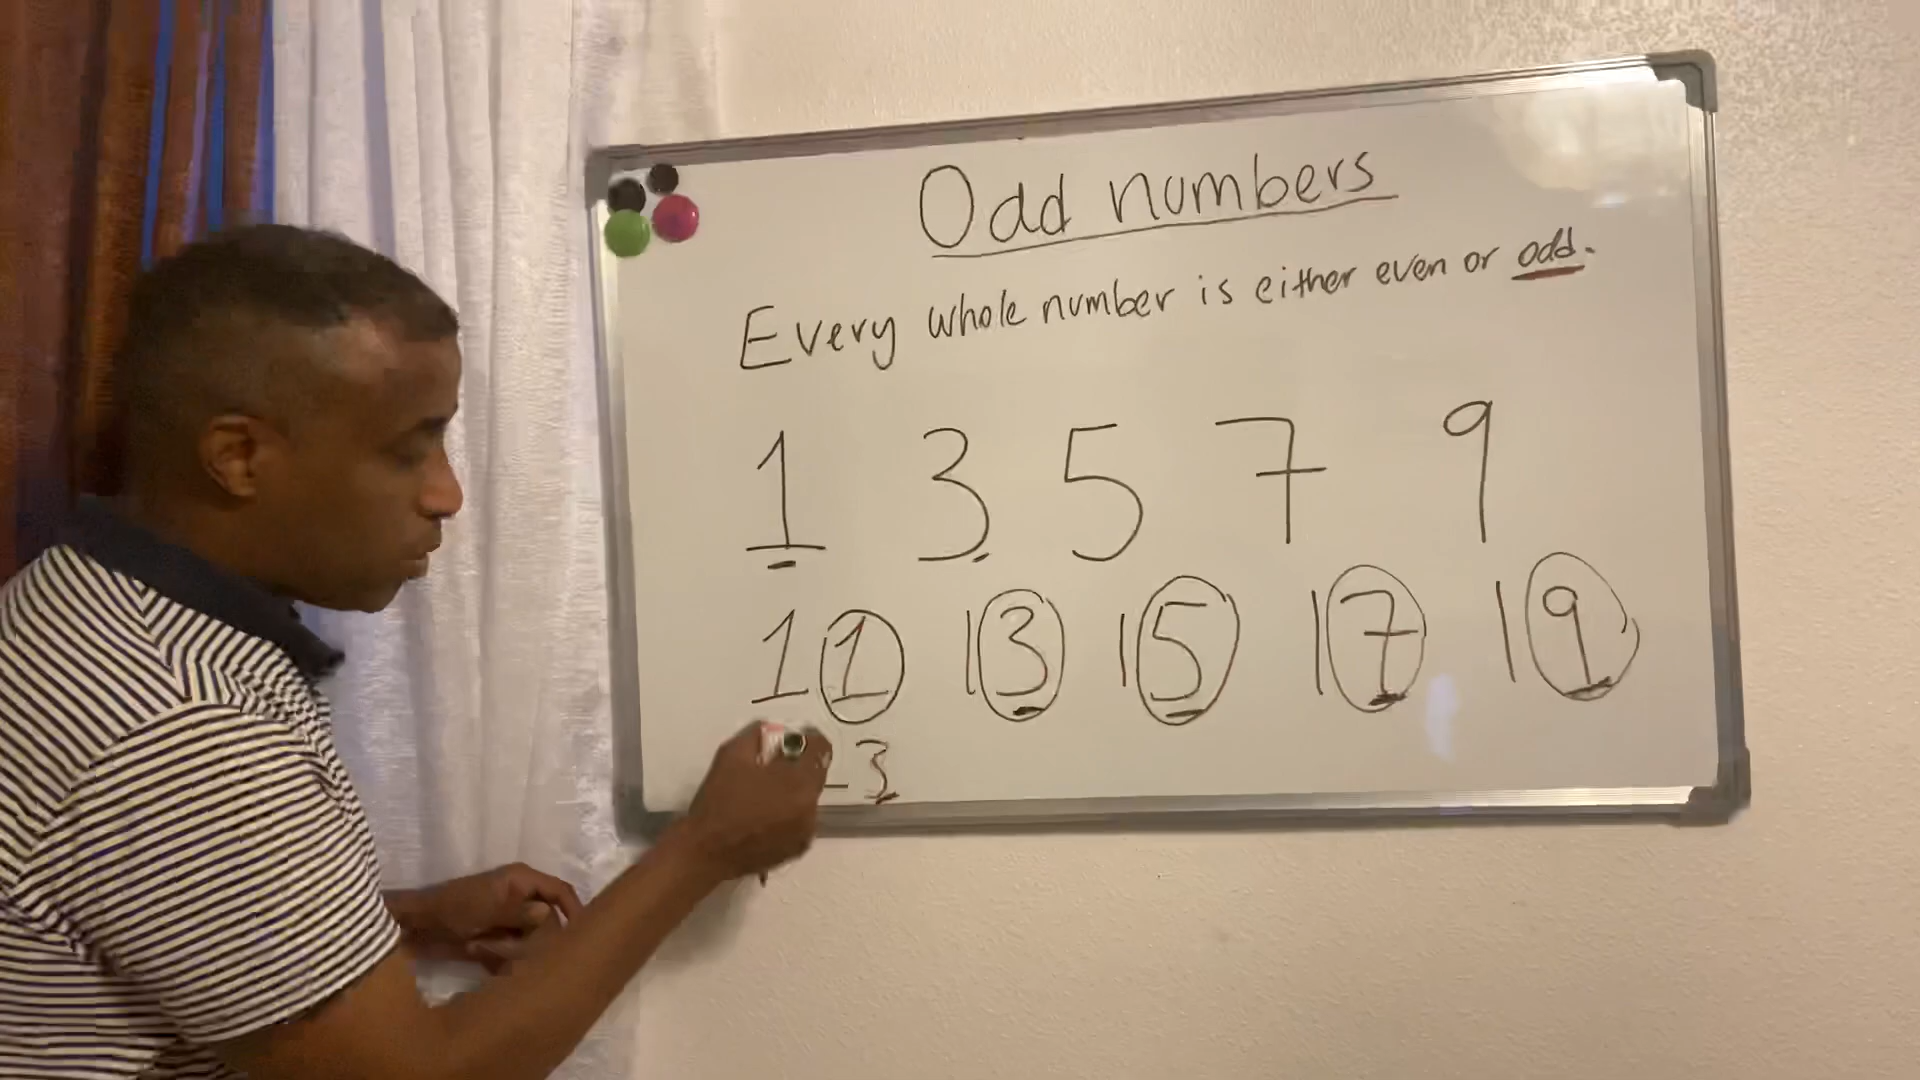 Odd numbers
Every whole number is either even or odd.
1 3 5 7 9
11 13 15 17 19
3